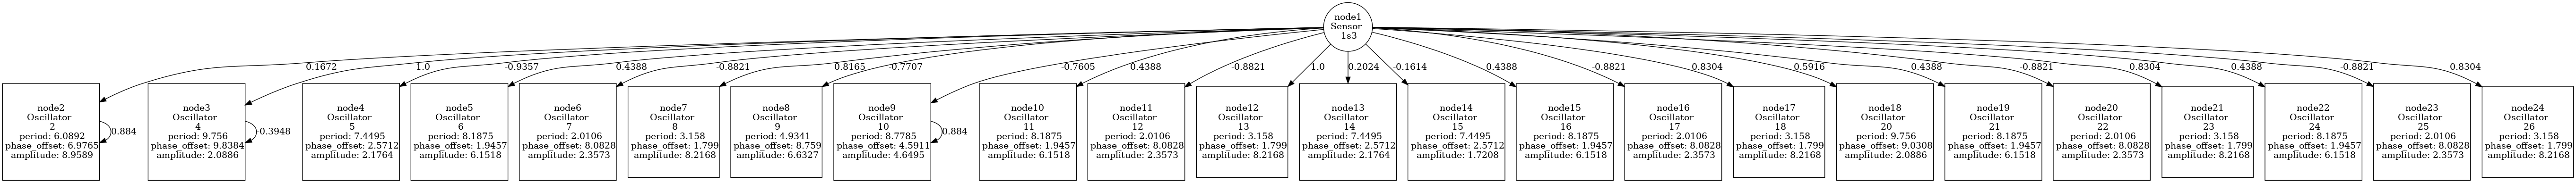 node1
Sensor
1s3
0.1672
1.0
-0.9357
0.4388
-0.8821
0.8165
-0.7707
-0.7605
0.4388
-0.8821
1.0
0.2024
-0.1614
0.4388
-0.8821
0.8304
0.5916
0.4388
-0.8821
0.8304
0.4388
-0.8821
0.8304
node2
Oscillator
2
period: 6.0892
phase_offset: 6.9765
amplitude: 8.9589
0.884
node3
Oscillator
4
period: 9.756
phase_offset: 9.8384
amplitude: 2.0886
-0.3948
node4
Oscillator
5
period: 7.4495
phase_offset: 2.5712
amplitude: 2.1764
node5
Oscillator
6
period: 8.1875
phase_offset: 1.9457
amplitude: 6.1518
node6
Oscillator
7
period: 2.0106
phase_offset: 8.0828
amplitude: 2.3573
node7
Oscillator
8
period: 3.158
phase_offset: 1.799
amplitude: 8.2168
node8
Oscillator
9
period: 4.9341
phase_offset: 8.759
amplitude: 6.6327
node9
Oscillator
10
period: 8.7785
phase_offset: 4.5911
amplitude: 4.6495
0.884
node10
Oscillator
11
period: 8.1875
phase_offset: 1.9457
amplitude: 6.1518
node11
Oscillator
12
period: 2.0106
phase_offset: 8.0828
amplitude: 2.3573
node12
Oscillator
13
period: 3.158
phase_offset: 1.799
amplitude: 8.2168
node13
Oscillator
14
period: 7.4495
phase_offset: 2.5712
amplitude: 2.1764
node14
Oscillator
15
period: 7.4495
phase_offset: 2.5712
amplitude: 1.7208
node15
Oscillator
16
period: 8.1875
phase_offset: 1.9457
amplitude: 6.1518
node16
Oscillator
17
period: 2.0106
phase_offset: 8.0828
amplitude: 2.3573
node17
Oscillator
18
period: 3.158
phase_offset: 1.799
amplitude: 8.2168
node18
Oscillator
20
period: 9.756
phase_offset: 9.0308
amplitude: 2.0886
node19
Oscillator
21
period: 8.1875
phase_offset: 1.9457
amplitude: 6.1518
node20
Oscillator
22
period: 2.0106
phase_offset: 8.0828
amplitude: 2.3573
node21
Oscillator
23
period: 3.158
phase_offset: 1.799
amplitude: 8.2168
node22
Oscillator
24
period: 8.1875
phase_offset: 1.9457
amplitude: 6.1518
node23
Oscillator
25
period: 2.0106
phase_offset: 8.0828
amplitude: 2.3573
node24
Oscillator
26
period: 3.158
phase_offset: 1.799
amplitude: 8.2168